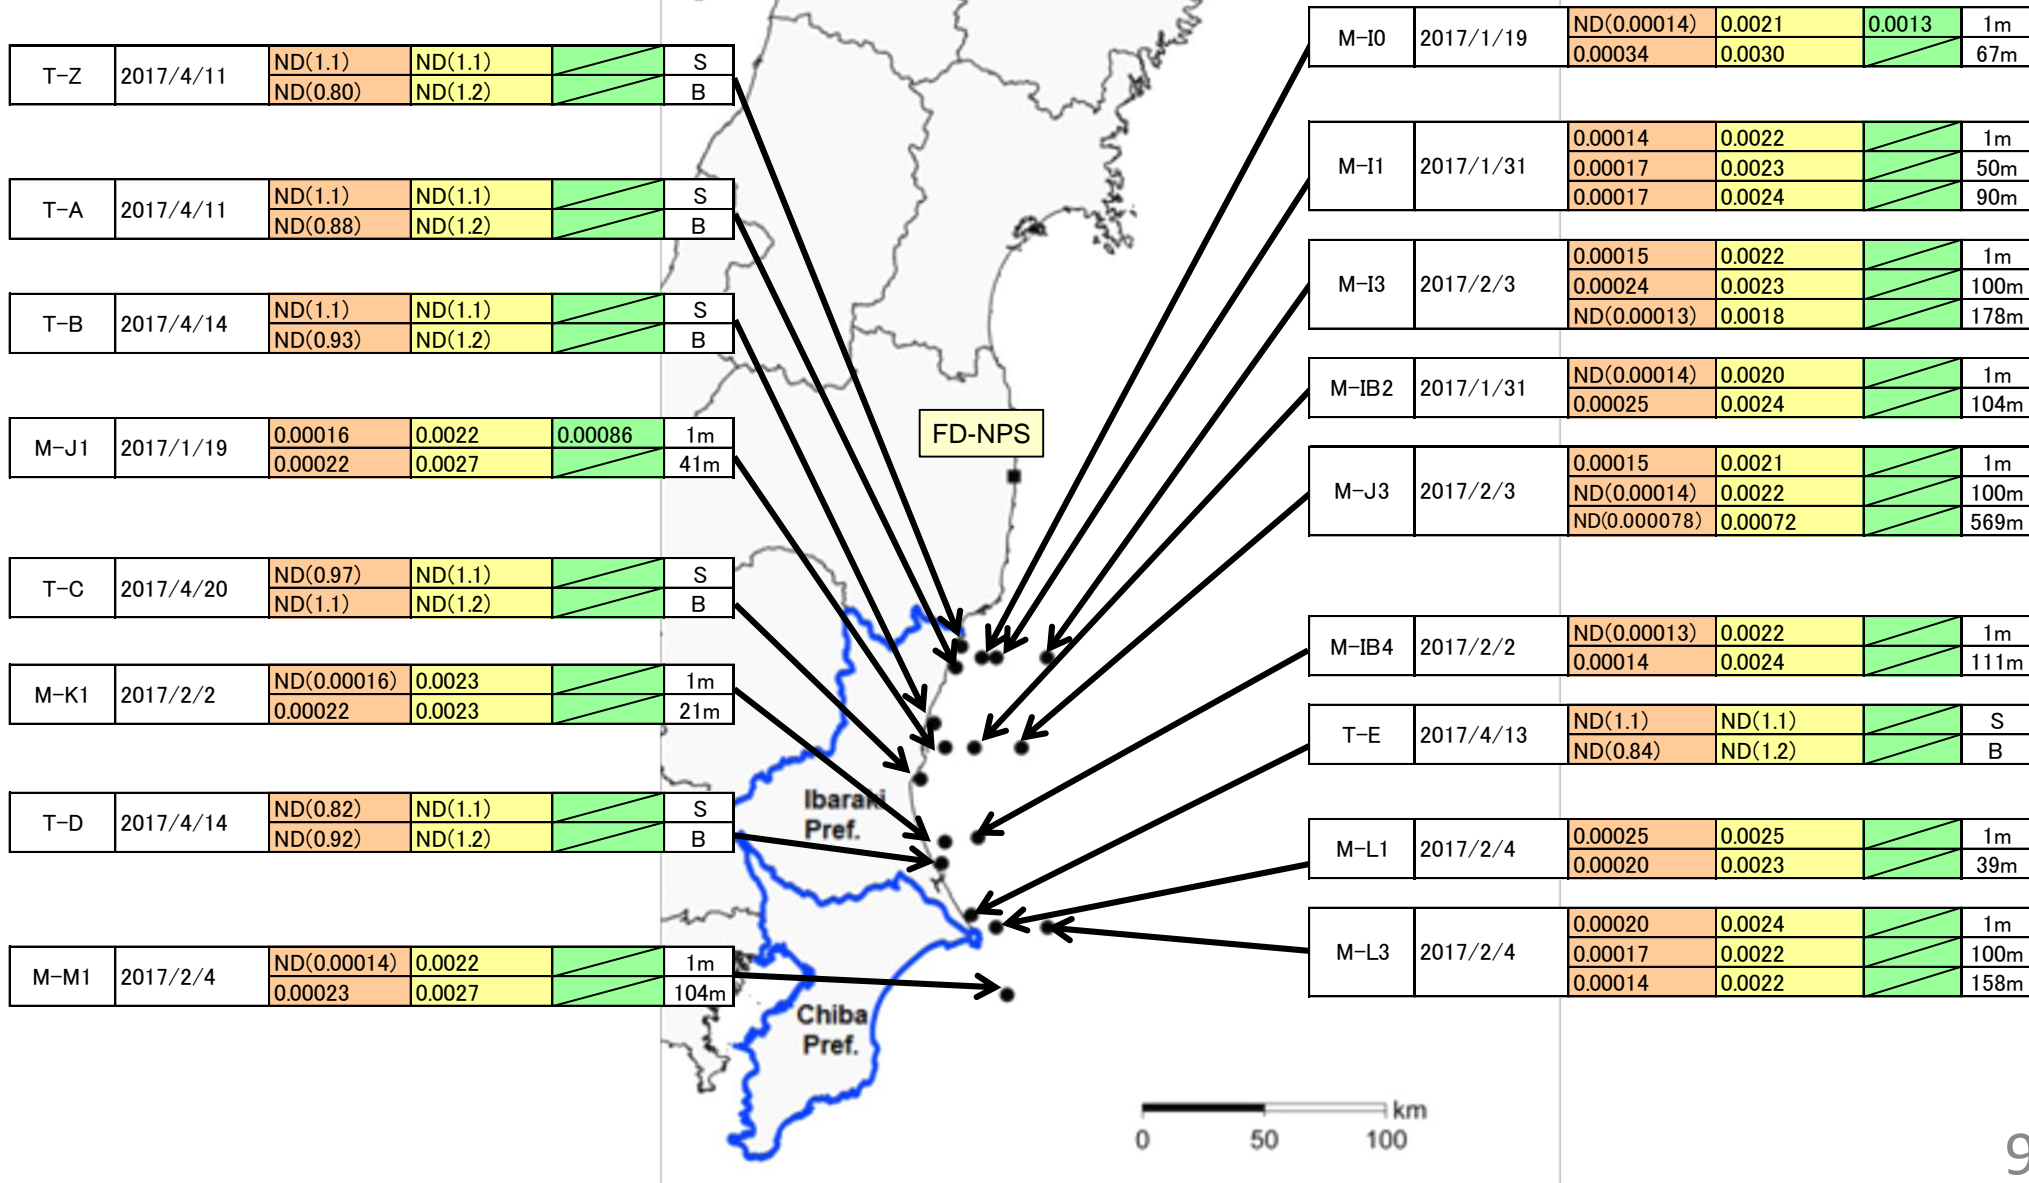 T-Z 2017/4/11 ND(1.1) ND(1.1) S
ND(0.80) ND(1.2) B
T-A 2017/4/11 ND(1.1) ND(1.1) S
ND(0.88) ND(1.2) B
T-B 2017/4/14 ND(1.1) ND(1.1) S
ND(0.93) ND(1.2) B
M-J1 2017/1/19 0.00016 0.0022 0.00086 1m
0.00022 0.0027 41m
T-C 2017/4/20 ND(0.97) ND(1.1) S
ND(1.1) ND(1.2) B
M-K1 2017/2/2 ND(0.00016) 0.0023 1m
0.00022 0.0023 21m
T-D 2017/4/14 ND(0.82) ND(1.1) S
ND(0.92) ND(1.2) B
M-M1 2017/2/4 ND(0.00014) 0.0022 1m
0.00023 0.0027 104m
FD-NPS
Ibaraki
Pref.
Chiba
Pref.
M-I0 2017/1/19 ND(0.00014) 0.0021 0.0013 1m
0.00034 0.0030 67m
M-I1 2017/1/31 0.00014 0.0022 1m
0.00017 0.0023 50m
0.00017 0.0024 90m
M-I3 2017/2/3 0.00015 0.0022 1m
0.00024 0.0023 100m
ND(0.00013) 0.0018 178m
M-IB2 2017/1/31 ND(0.00014) 0.0020 1m
0.00025 0.0024 104m
M-J3 2017/2/3 0.00015 0.0021 1m
ND(0.00014) 0.0022 100m
ND(0.000078) 0.00072 569m
M-IB4 2017/2/2 ND(0.00013) 0.0022 1m
0.00014 0.0024 111m
T-E 2017/4/13 ND(1.1) ND(1.1) S
ND(0.84) ND(1.2) B
M-L1 2017/2/4 0.00025 0.0025 1m
0.00020 0.0023 39m
M-L3 2017/2/4 0.00020 0.0024 1m
0.00017 0.0022 100m
0.00014 0.0022 158m
km
0 50 100
9